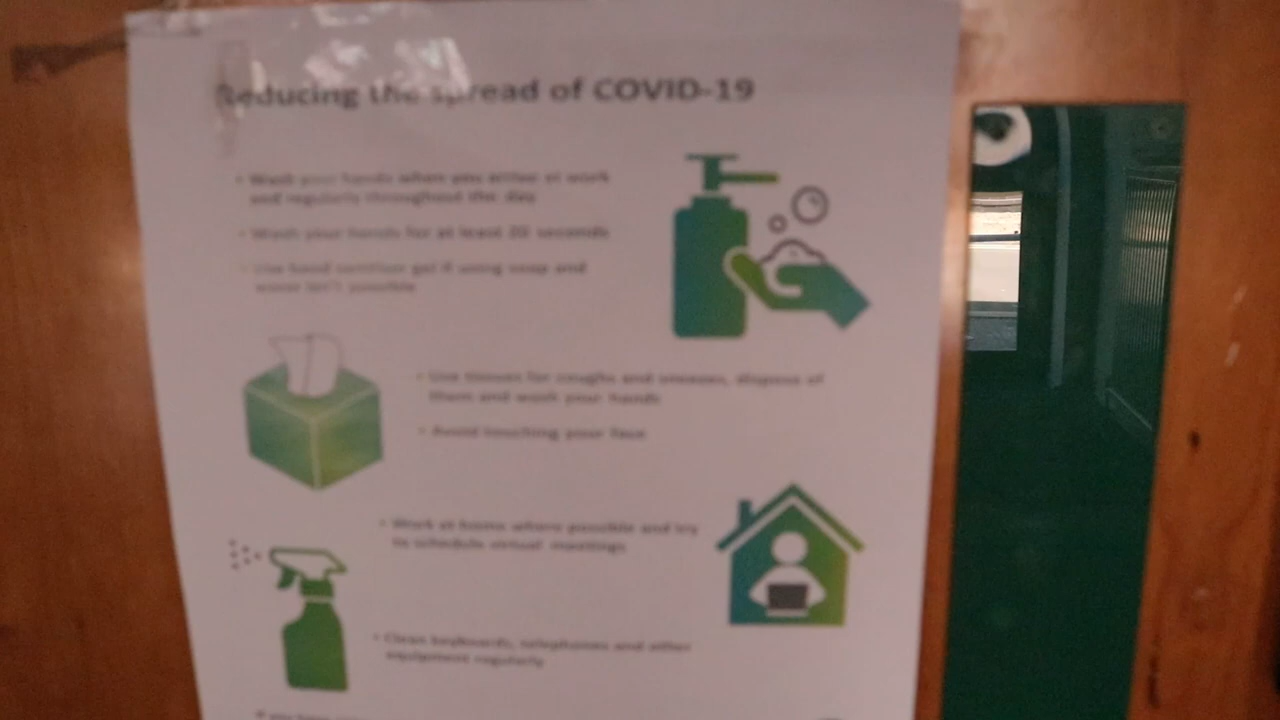 Reducing the spread of COVID-19
• Wash your hands when you arrive at work
and regularly throughout the day
• Wash your hands for at least 20 seconds
• Use hand sanitiser gel if using soap and
water isn't possible
• Use tissues for coughs and sneezes, dispose of
them and wash your hands
• Avoid touching your face
• Work at home where possible and try
to schedule virtual meetings
• Clean keyboards, telephones and other
equipment regularly